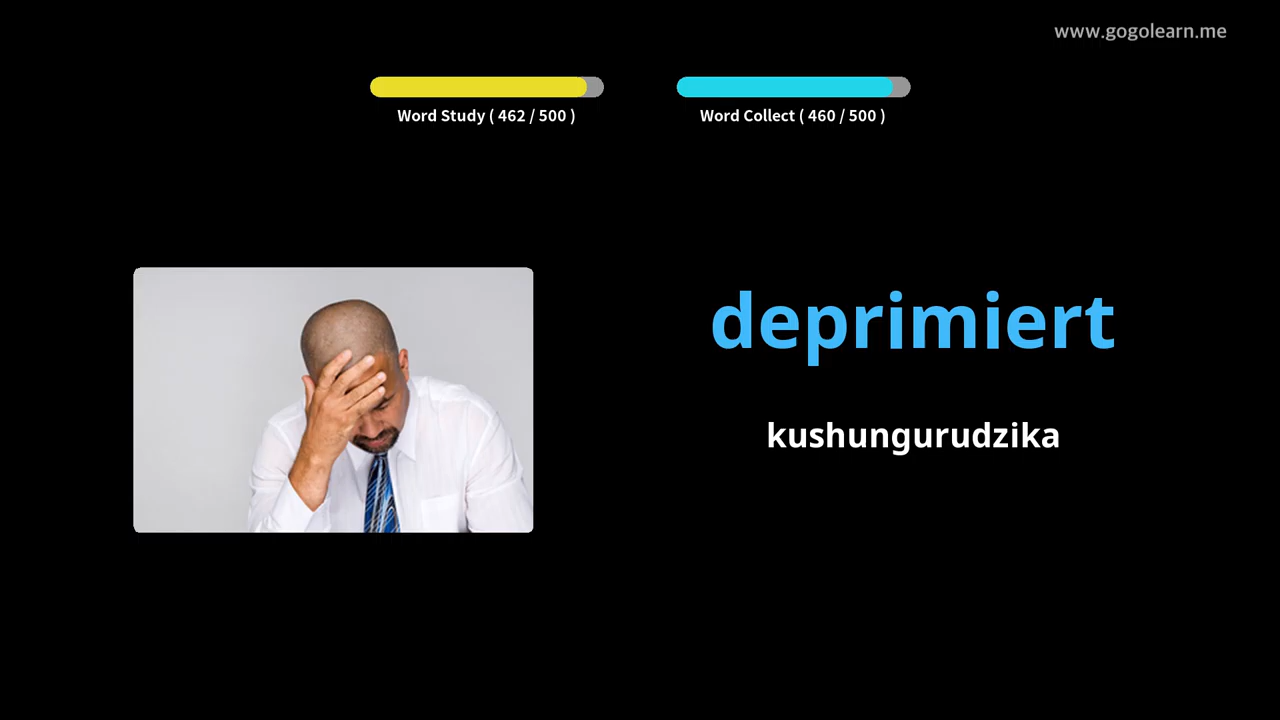 www.gogolearn.me
Word Study ( 462 / 500 )
Word Collect ( 460 / 500 )
deprimiert
kushungurudzika